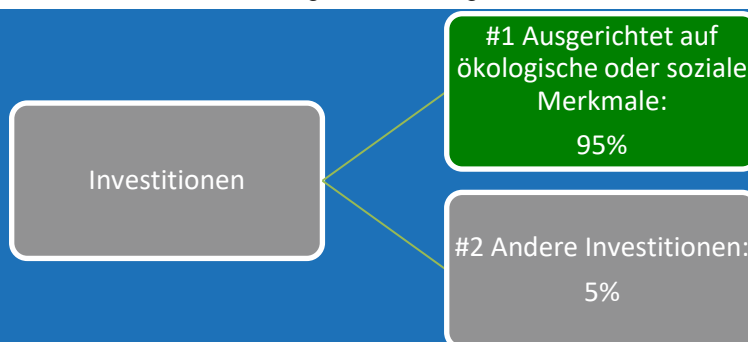 #1 Ausgerichtet auf
ökologische oder soziale
Merkmale:
95%
Investitionen
#2 Andere Investitionen:
5%